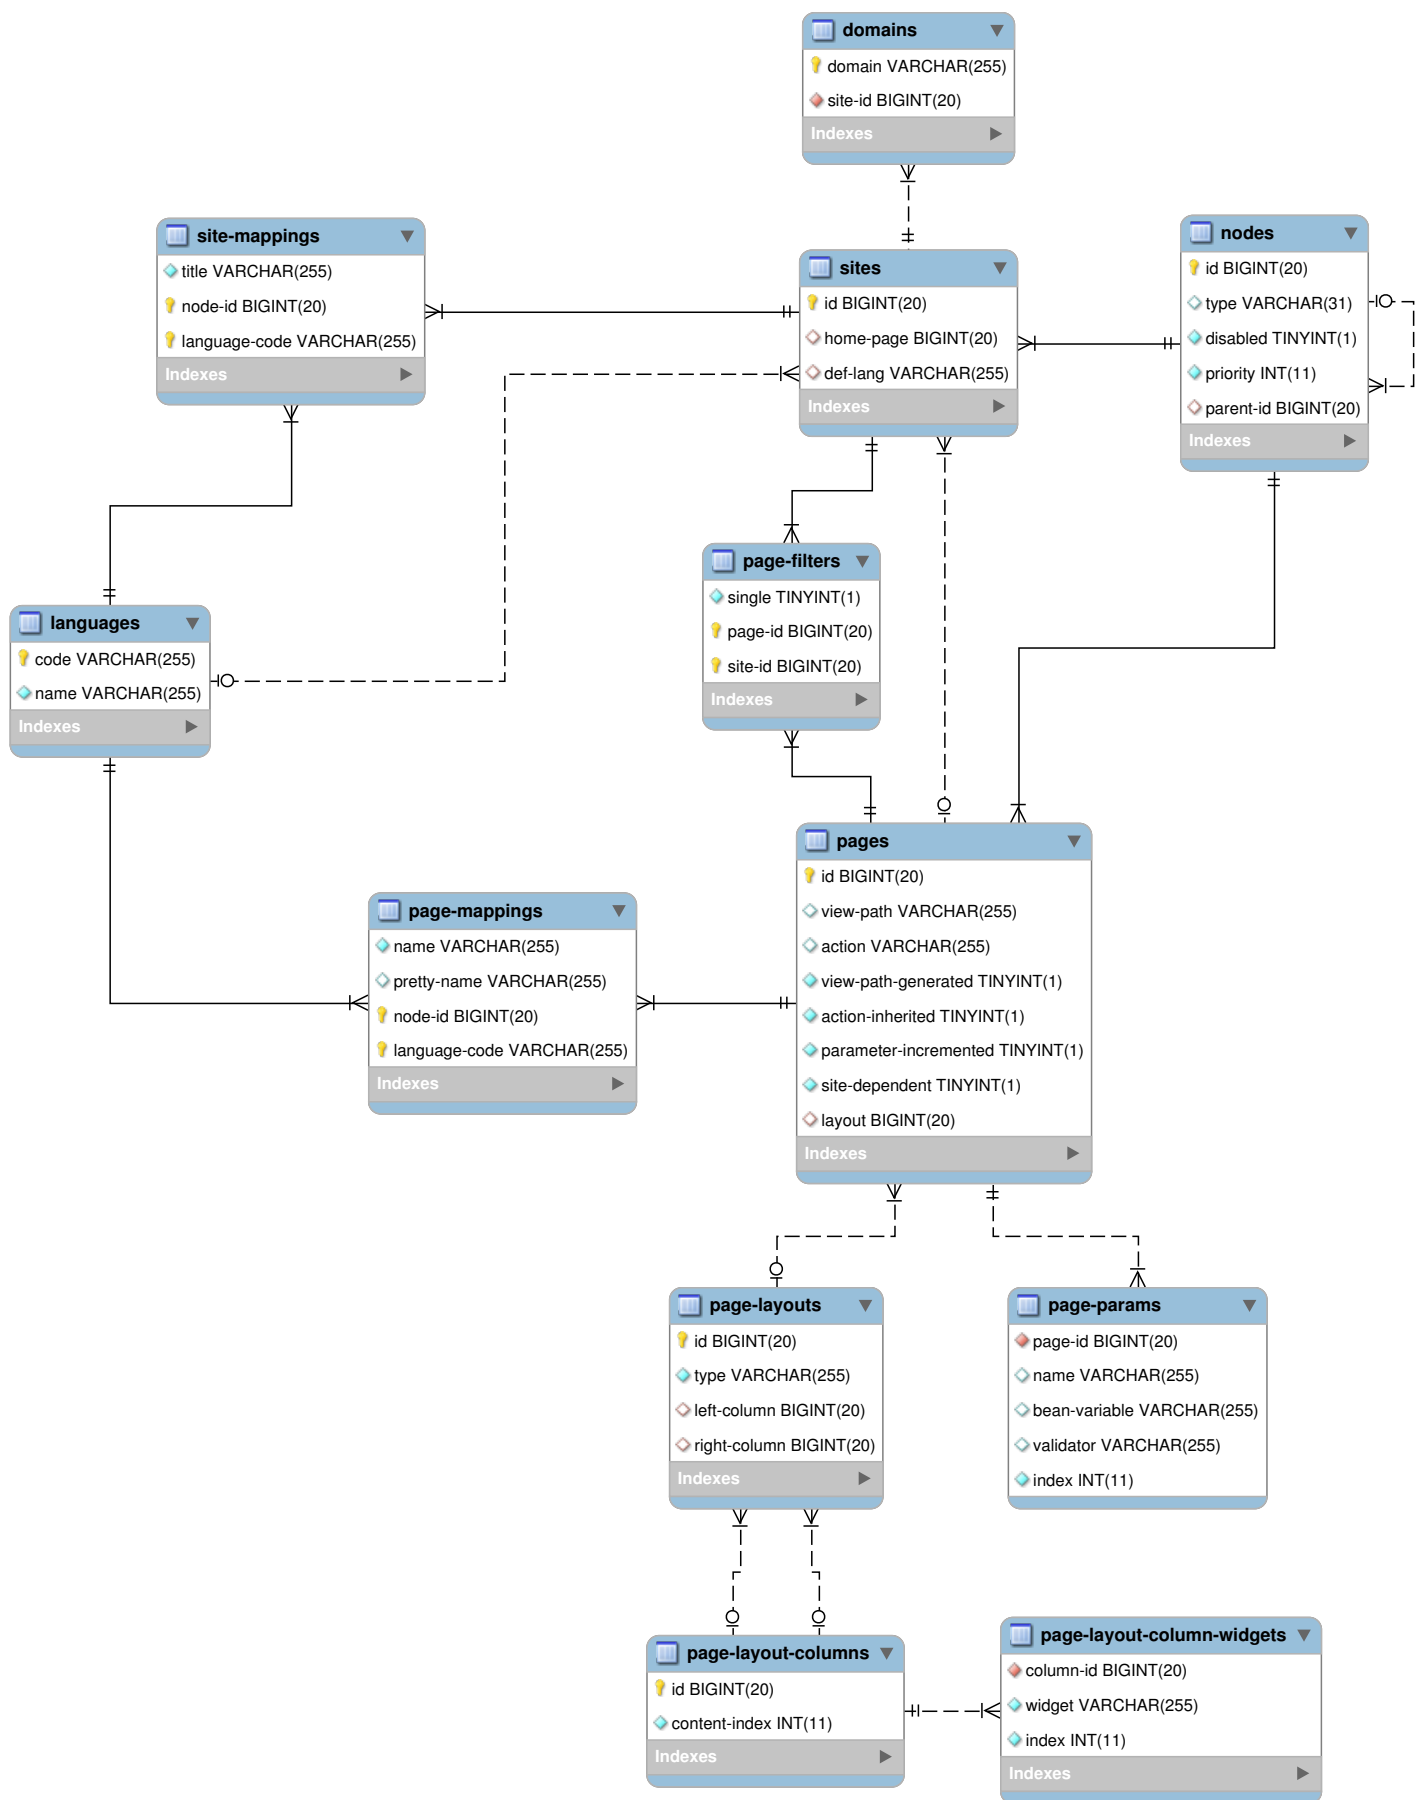 domains
domain VARCHAR(255)
site-id BIGINT(20)
Indexes
site-mappings
title VARCHAR(255)
node-id BIGINT(20)
language-code VARCHAR(255)
Indexes
sites
id BIGINT(20)
home-page BIGINT(20)
def-lang VARCHAR(255)
Indexes
nodes
id BIGINT(20)
type VARCHAR(31)
disabled TINYINT(1)
priority INT(11)
parent-id BIGINT(20)
Indexes
page-filters
single TINYINT(1)
page-id BIGINT(20)
site-id BIGINT(20)
Indexes
languages
code VARCHAR(255)
name VARCHAR(255)
Indexes
pages
id BIGINT(20)
view-path VARCHAR(255)
action VARCHAR(255)
view-path-generated TINYINT(1)
action-inherited TINYINT(1)
parameter-incremented TINYINT(1)
site-dependent TINYINT(1)
layout BIGINT(20)
Indexes
page-mappings
name VARCHAR(255)
pretty-name VARCHAR(255)
node-id BIGINT(20)
language-code VARCHAR(255)
Indexes
page-layouts
id BIGINT(20)
type VARCHAR(255)
left-column BIGINT(20)
right-column BIGINT(20)
Indexes
page-params
page-id BIGINT(20)
name VARCHAR(255)
bean-variable VARCHAR(255)
validator VARCHAR(255)
index INT(11)
page-layout-columns
id BIGINT(20)
content-index INT(11)
Indexes
page-layout-column-widgets
column-id BIGINT(20)
widget VARCHAR(255)
index INT(11)
Indexes